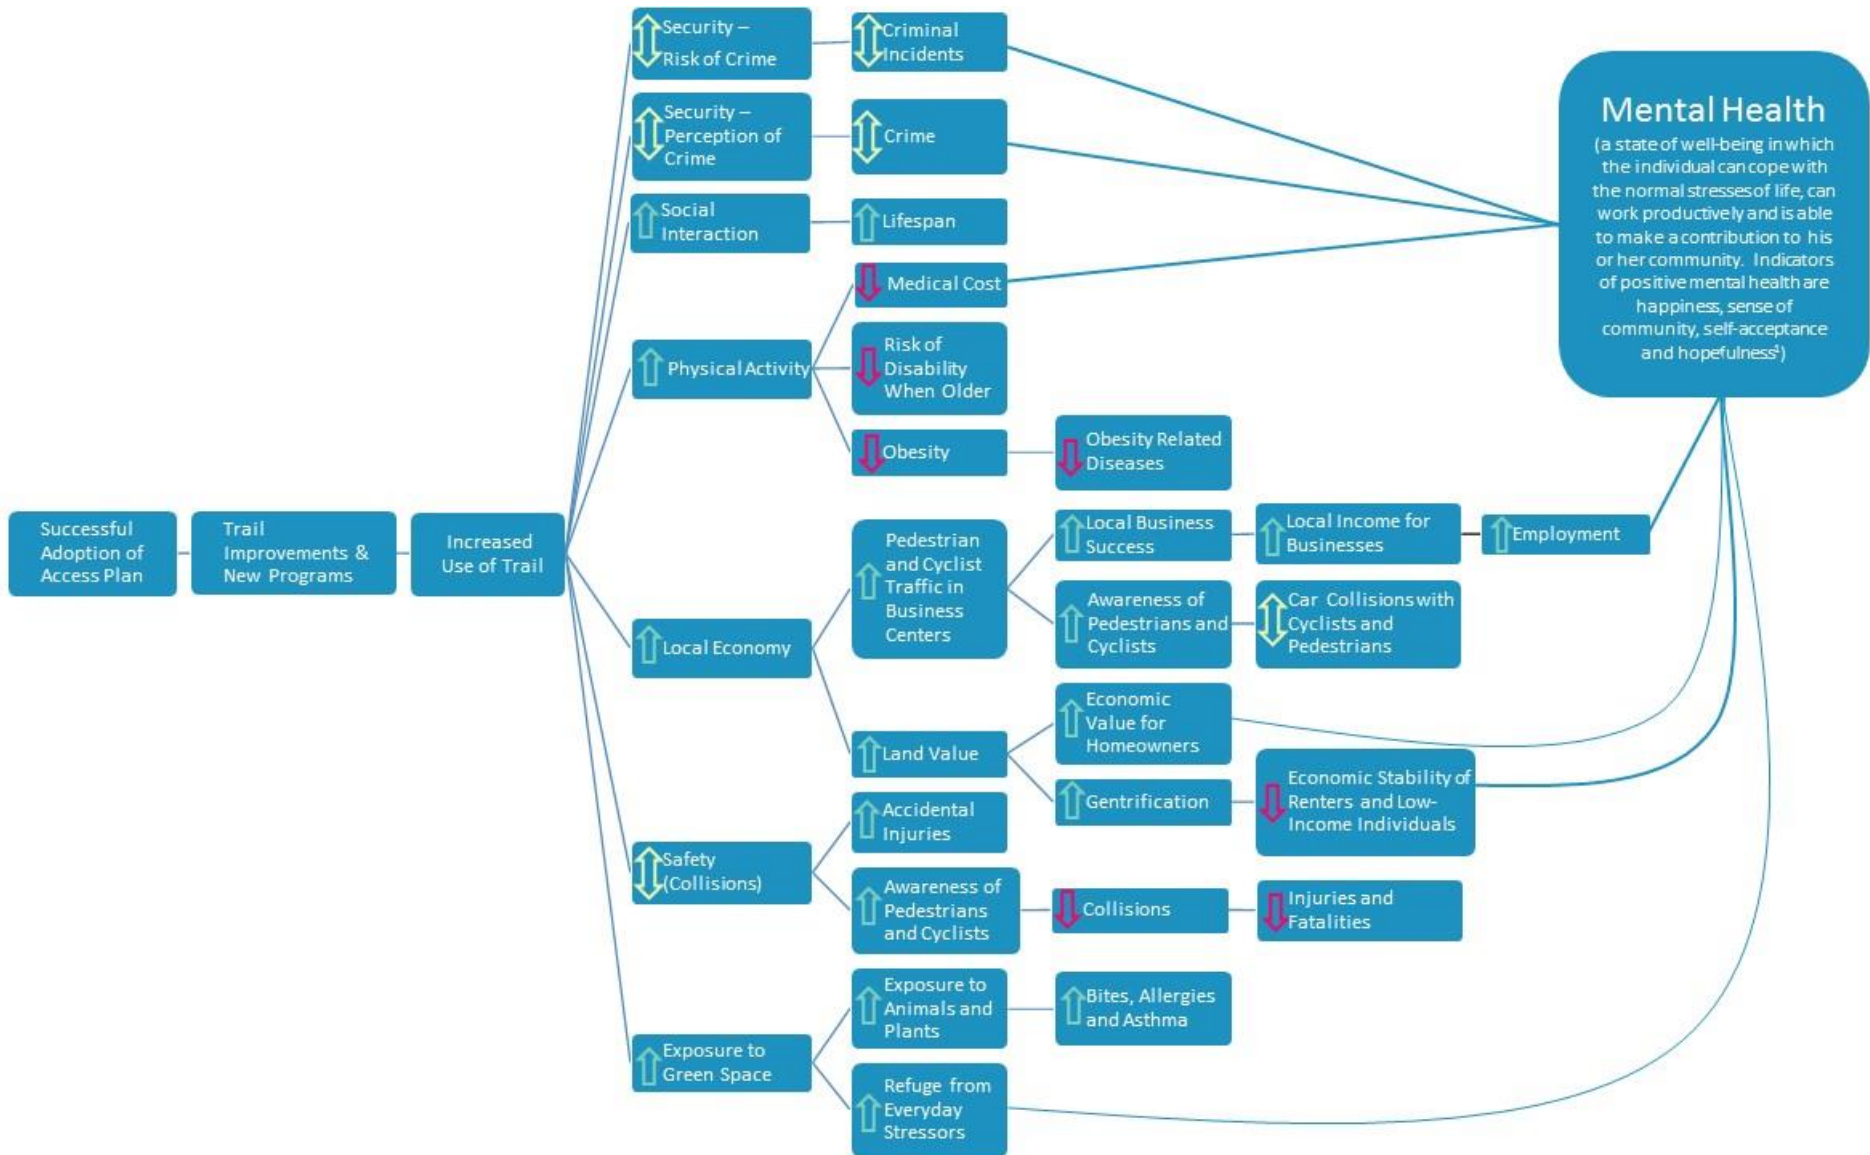 Security –
Risk of Crime
Criminal
Incidents
Security –
Perception of
Crime
Crime
Social
Interaction
Lifespan
Medical Cost
Physical Activity
Risk of
Disability
When Older
Obesity
Obesity Related
Diseases
Mental Health
(a state of well-being in which
the individual can cope with
the normal stresses of life, can
work productively and is able
to make a contribution to his
or her community. Indicators
of positive mental health are
happiness, sense of
community, self-acceptance
and hopefulness¹)
Successful
Adoption of
Access Plan
Trail
Improvements &
New Programs
Increased
Use of Trail
Local Economy
Pedestrian
and Cyclist
Traffic in
Business
Centers
Local Business
Success
Local Income for
Businesses
Employment
Awareness of
Pedestrians and
Cyclists
Car Collisions with
Cyclists and
Pedestrians
Land Value
Economic
Value for
Homeowners
Gentrification
Economic Stability of
Renters and Low-
Income Individuals
Safety
(Collisions)
Accidental
Injuries
Awareness of
Pedestrians
and Cyclists
Collisions
Injuries and
Fatalities
Exposure to
Green Space
Exposure to
Animals and
Plants
Bites, Allergies
and Asthma
Refuge from
Everyday
Stressors